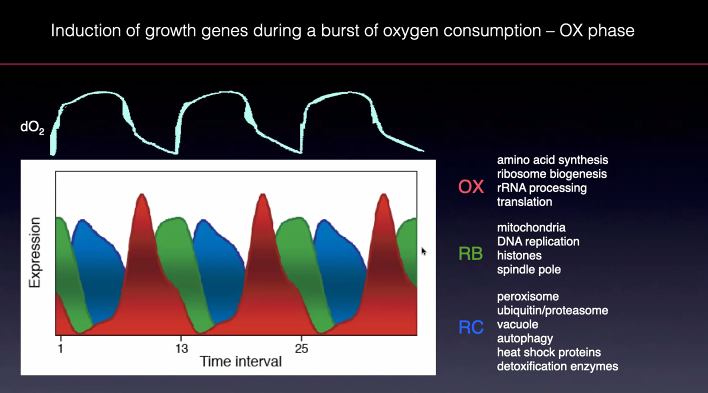 Induction of growth genes during a burst of oxygen consumption – OX phase
dO₂
Expression
1
13
25
Time interval
OX
amino acid synthesis
ribosome biogenesis
rRNA processing
translation
RB
mitochondria
DNA replication
histones
spindle pole
RC
peroxisome
ubiquitin/proteasome
vacuole
autophagy
heat shock proteins
detoxification enzymes